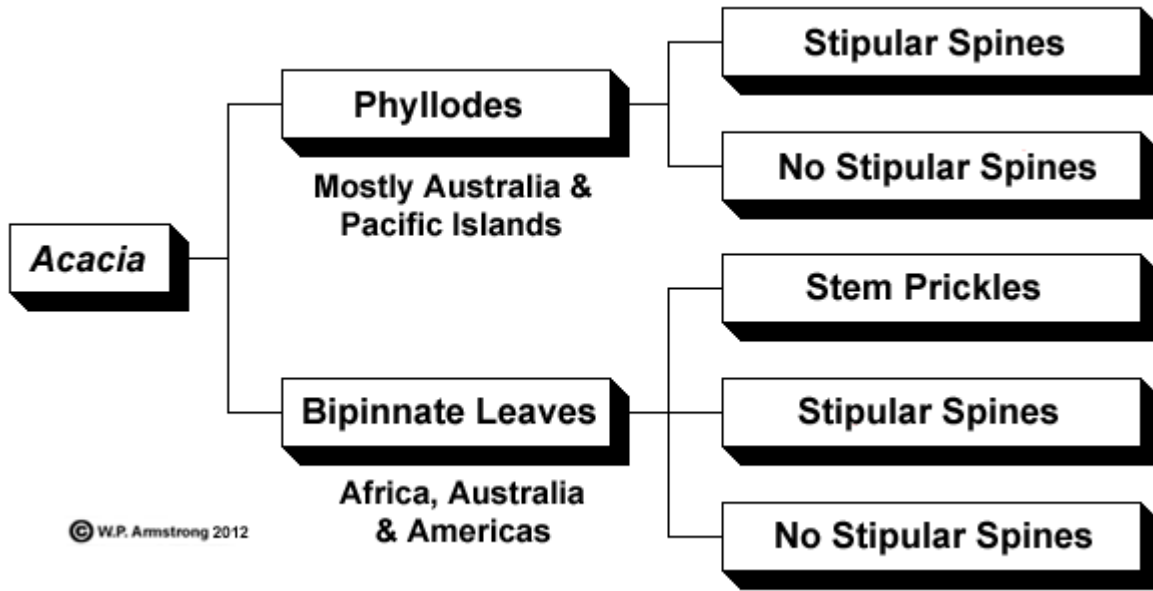 Stipular Spines
Phyllodes
No Stipular Spines
Mostly Australia &
Pacific Islands
Acacia
Stem Prickles
Bipinnate Leaves
Stipular Spines
Africa, Australia
& Americas
© W.P. Armstrong 2012
No Stipular Spines